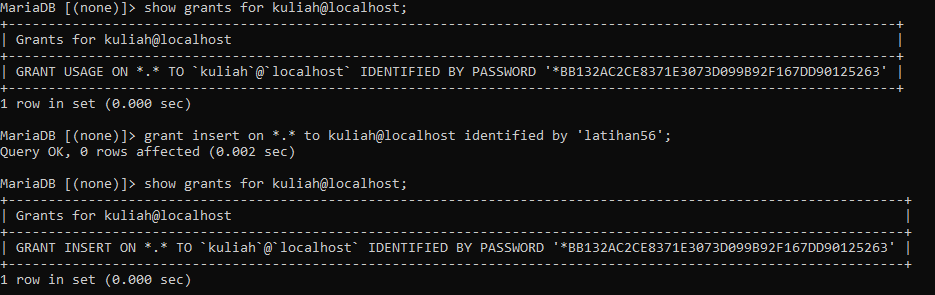 MariaDB [(none)]> show grants for kuliah@localhost;
+--------------------------------------------------------------------------------------------------------------+
| Grants for kuliah@localhost                                                                                  |
+--------------------------------------------------------------------------------------------------------------+
| GRANT USAGE ON *.* TO `kuliah`@`localhost` IDENTIFIED BY PASSWORD '*BB132AC2CE8371E3073D099B92F167DD90125263' |
+--------------------------------------------------------------------------------------------------------------+
1 row in set (0.000 sec)
MariaDB [(none)]> grant insert on *.* to kuliah@localhost identified by 'latihan56';
Query OK, 0 rows affected (0.002 sec)
MariaDB [(none)]> show grants for kuliah@localhost;
+---------------------------------------------------------------------------------------------------------------+
| Grants for kuliah@localhost                                                                                   |
+---------------------------------------------------------------------------------------------------------------+
| GRANT INSERT ON *.* TO `kuliah`@`localhost` IDENTIFIED BY PASSWORD '*BB132AC2CE8371E3073D099B92F167DD90125263' |
+---------------------------------------------------------------------------------------------------------------+
1 row in set (0.000 sec)